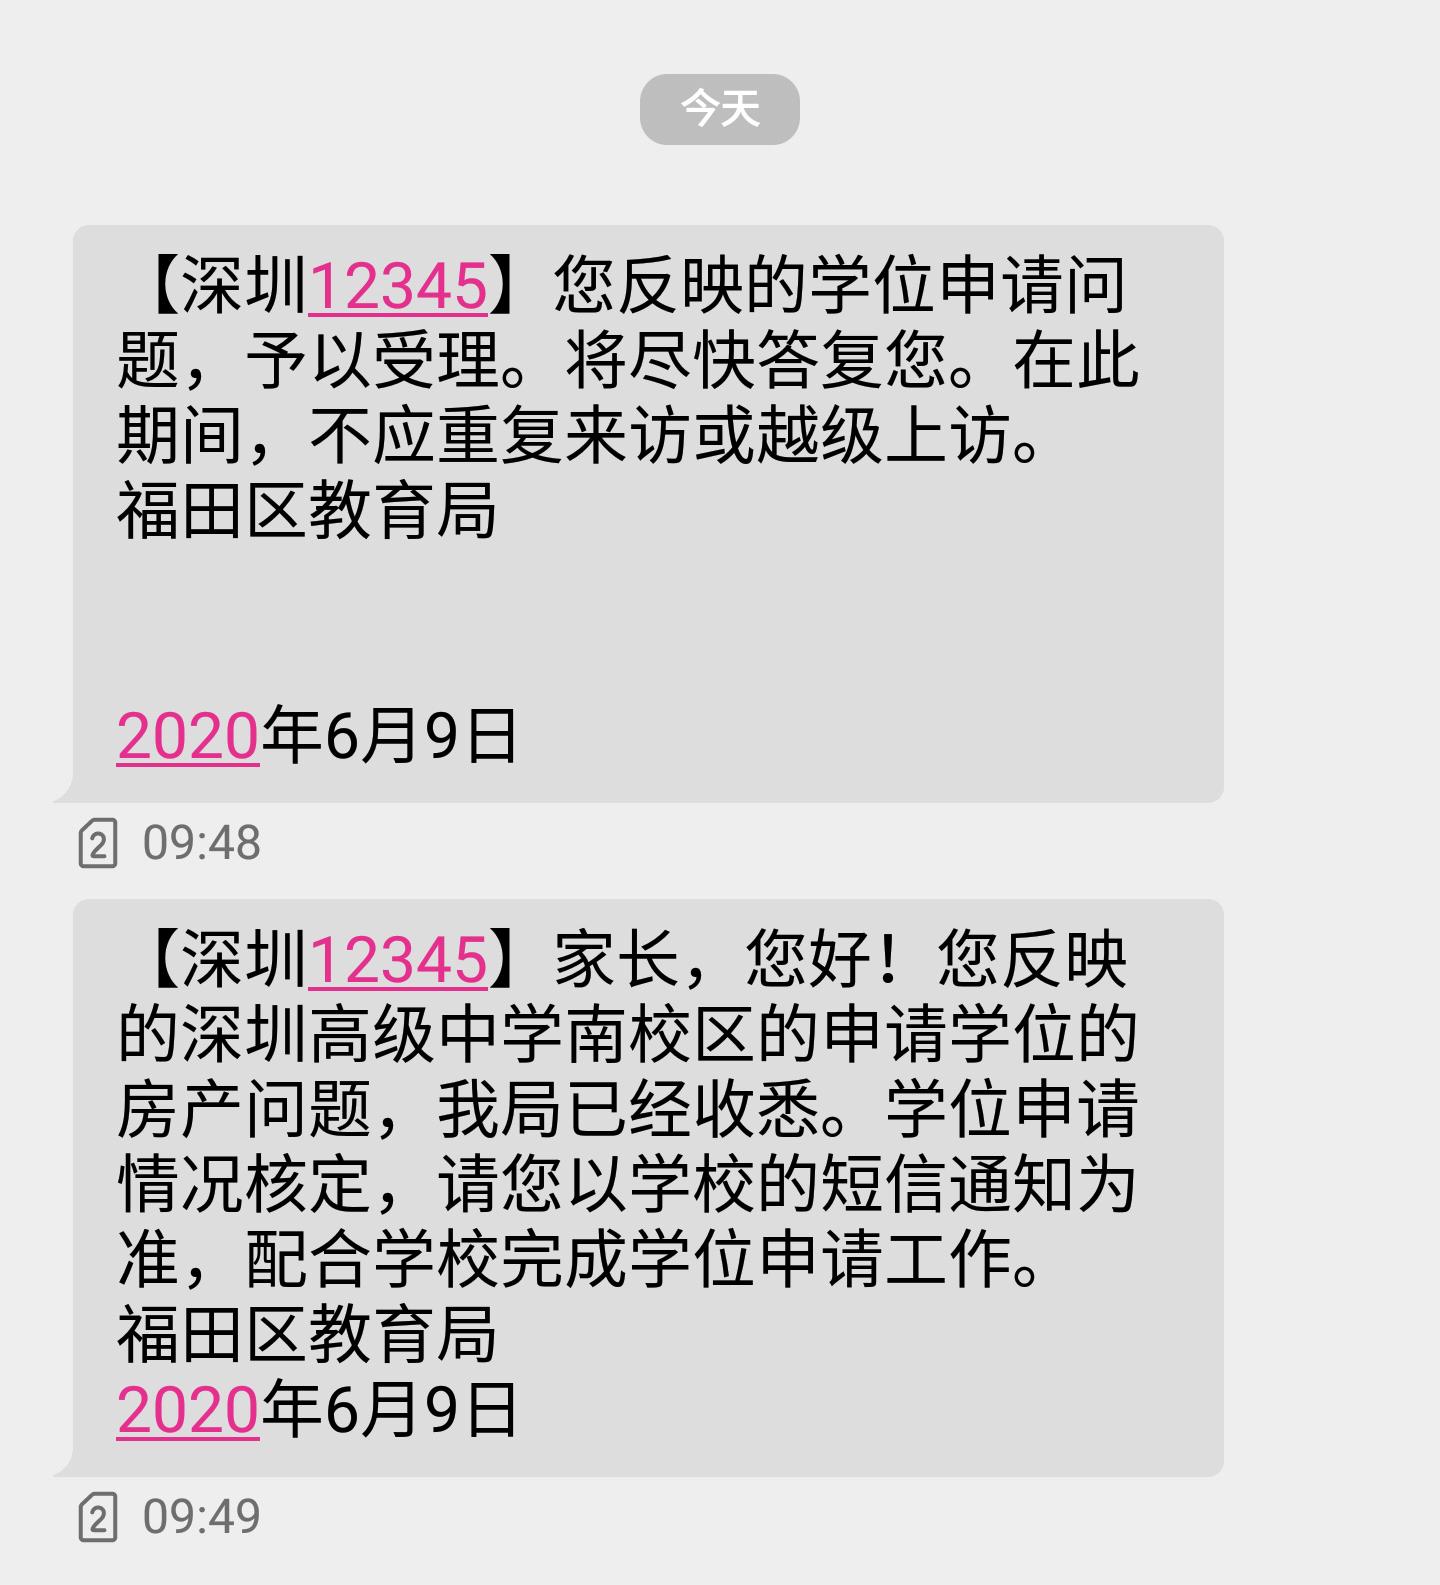 今天
【深圳12345】您反映的学位申请问
题，予以受理。将尽快答复您。在此
期间，不应重复来访或越级上访。
福田区教育局
2020年6月9日
2 09:48
【深圳12345】家长，您好！您反映
的深圳高级中学南校区的申请学位的
房产问题，我局已经收悉。学位申请
情况核定，请您以学校的短信通知为
准，配合学校完成学位申请工作。
福田区教育局
2020年6月9日
2 09:49